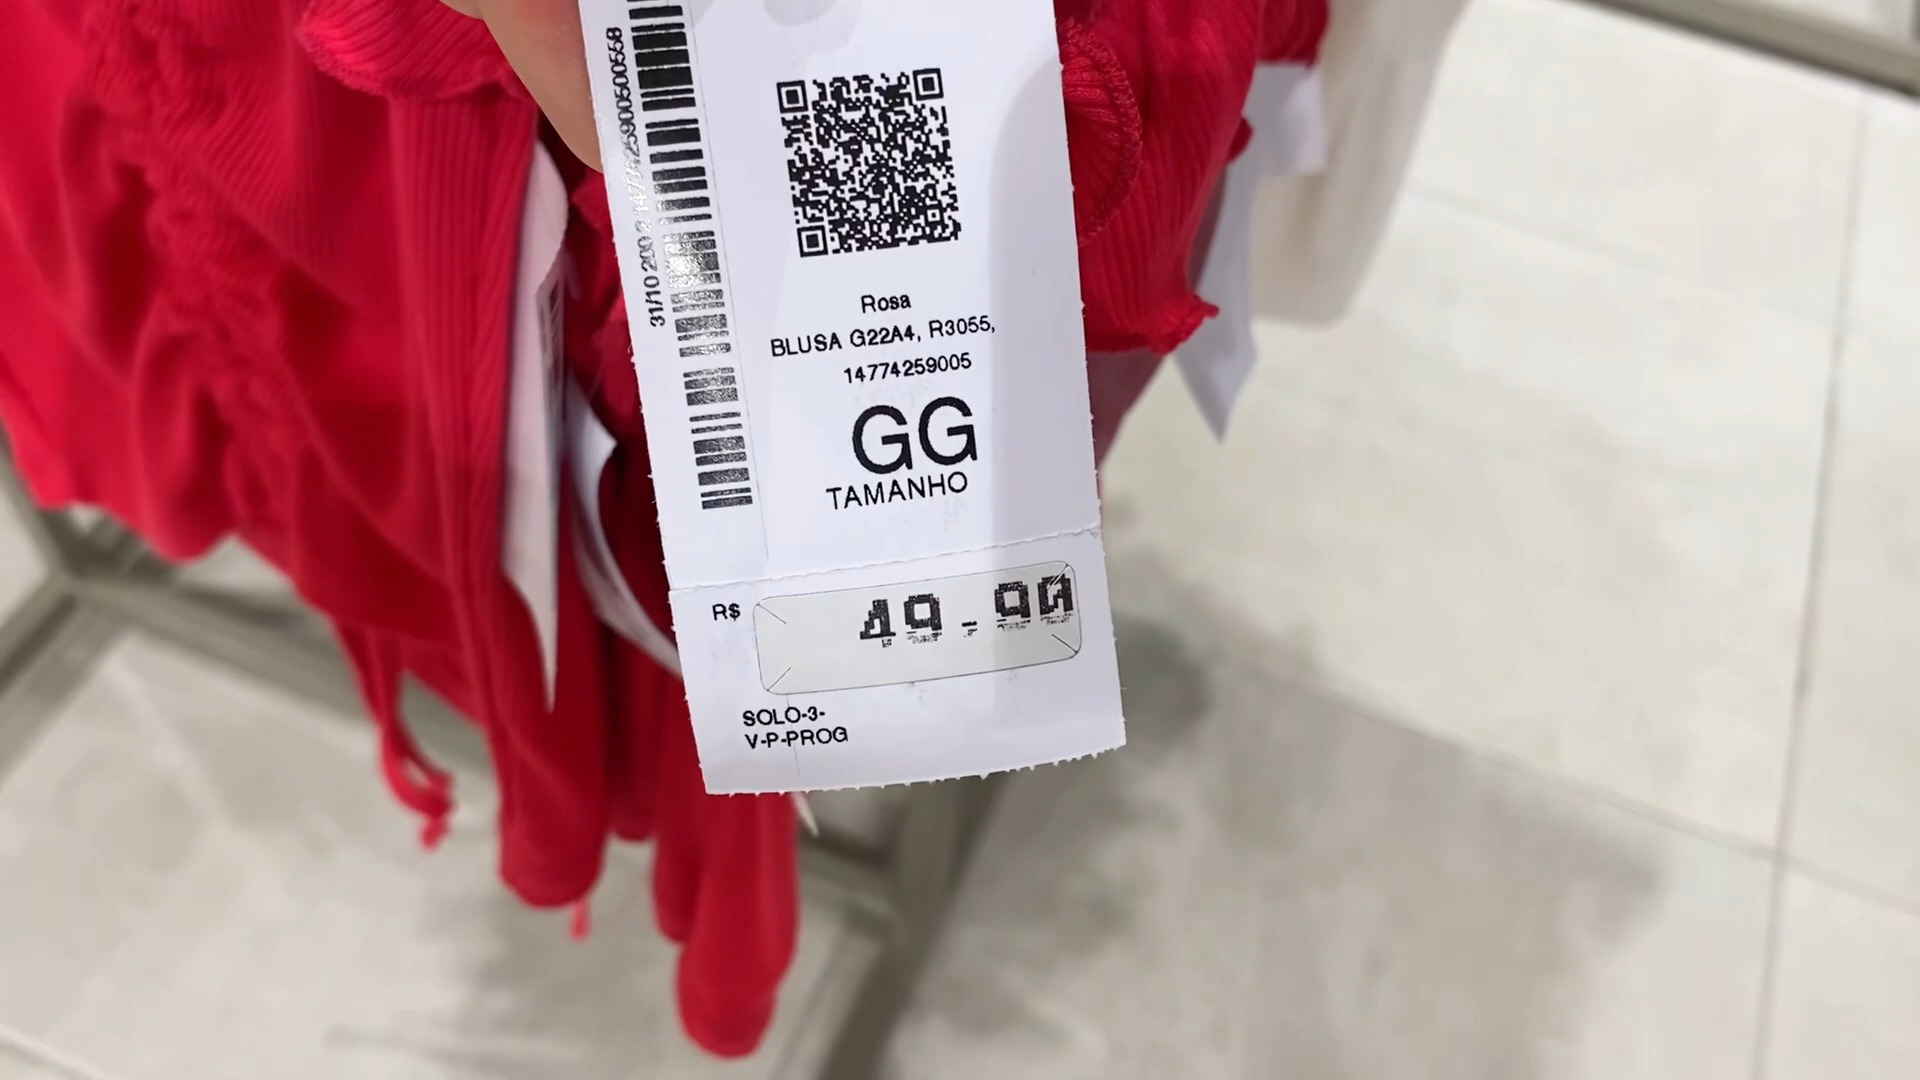 Rosa
BLUSA G22A4, R3055,
14774259005
GG
TAMANHO
R$ 49.90
SOLO-3-
V-P-PROG